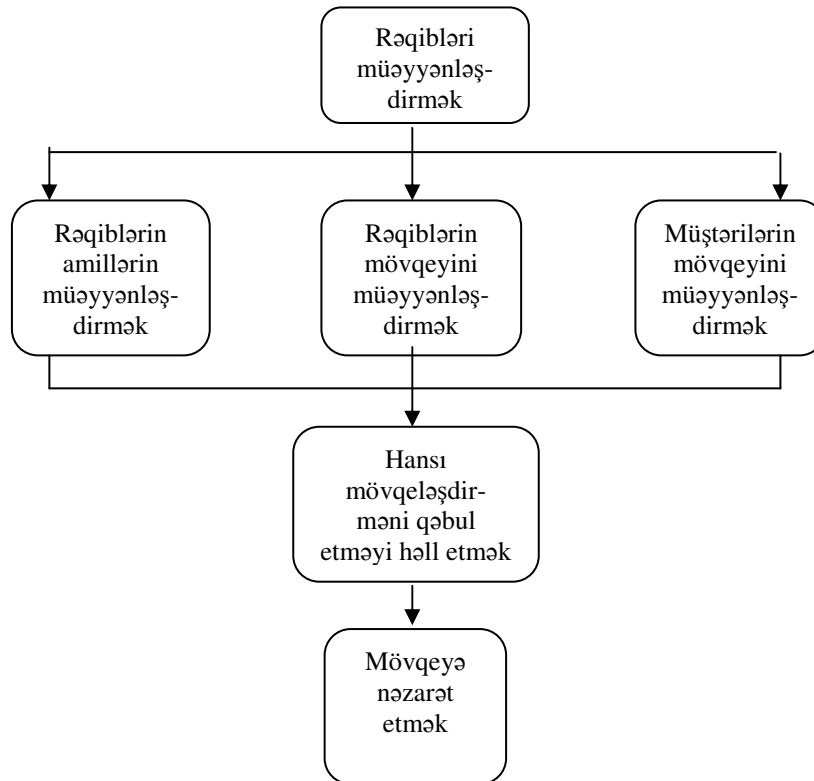 Rəqibləri
müəyyənləş-
dirmək
Rəqiblərin
amillərin
müəyyənləş-
dirmək
Rəqiblərin
mövqeyini
müəyyənləş-
dirmək
Müştərilərin
mövqeyini
müəyyənləş-
dirmək
Hansı
mövqeləşdir-
məni qəbul
etməyi həll etmək
Mövqeyə
nəzarət
etmək